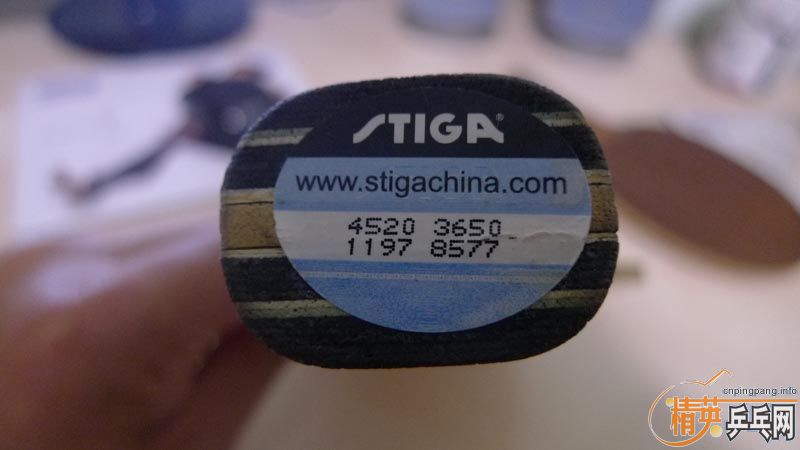 STIGA®
www.stigachina.com
4520 3650
1197 8577
cnpingpang.info
精英乒乓网